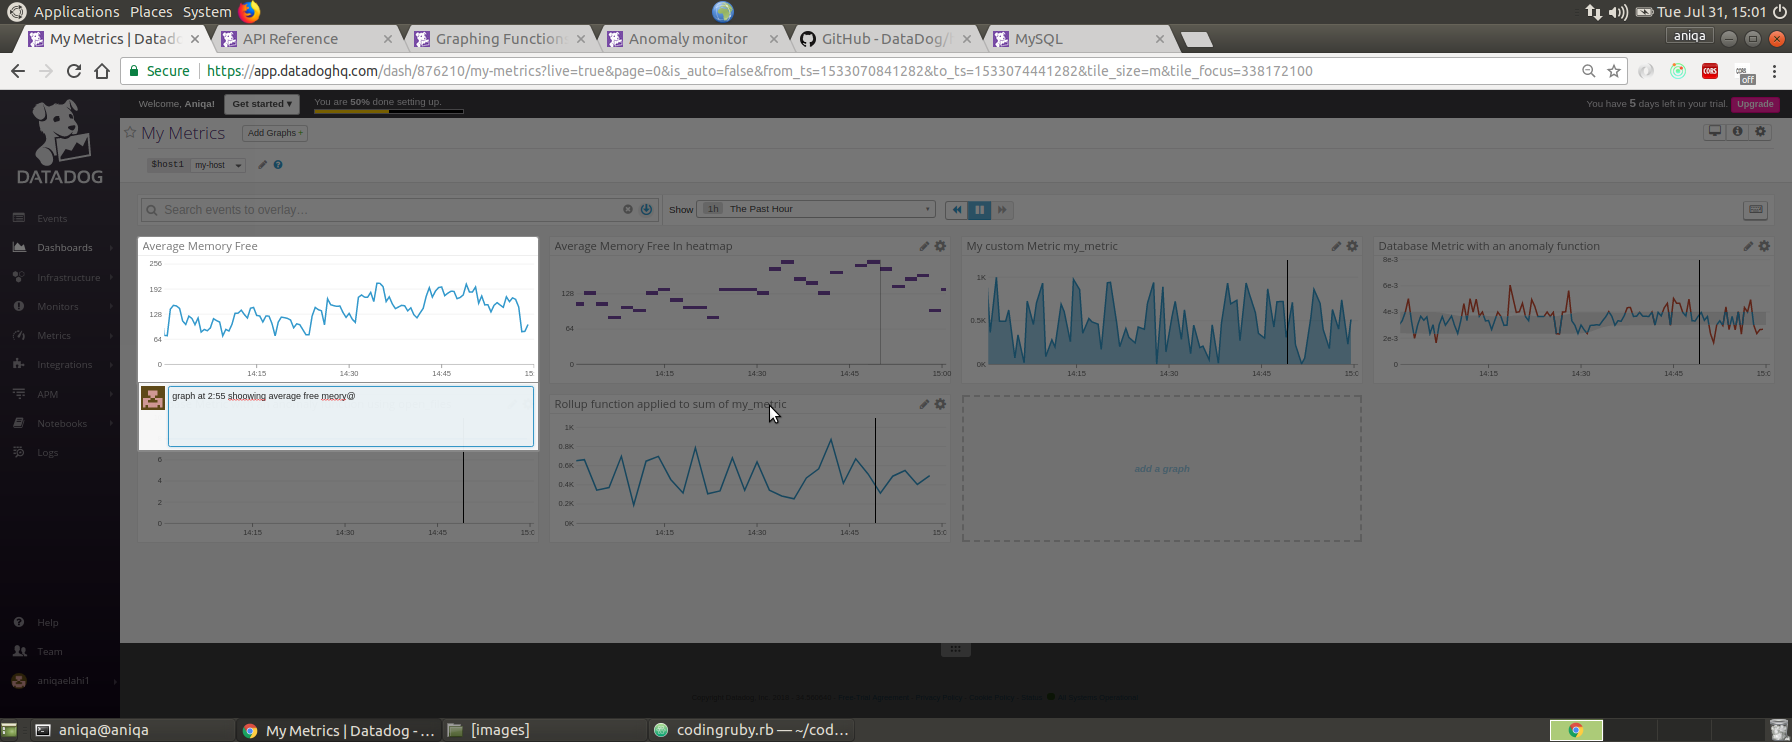 Applications Places System Tue Jul 31, 15:01
My Metrics | Datad API Reference Graphing Function Anomaly monitor GitHub - DataDog/ MySQL aniqa
Secure https://app.datadoghq.com/dash/876210/my-metrics?live=true&page=0&is_auto=false&from_ts=1533070841282&to_ts=1533074441282&tile_size=m&tile_focus=338172100 CORS off
Welcome, Aniqa! Get started ▾ You are 50% done setting up. You have 5 days left in your trial. Upgrade
My Metrics Add Graphs +
$host1 my-host
DATADOG
Events
Dashboards
Infrastructure
Monitors
Metrics
Integrations
APM
Notebooks
Logs
Help
Team
aniqaelahi1
Search events to overlay... Show 1h The Past Hour
Average Memory Free
256
192
128
64
0
14:15 14:30 14:45 15:
graph at 2:55 shoowing average free meory@
Average Memory Free In heatmap
128
64
0
14:15 14:30 14:45 15:00
My custom Metric my_metric
1K
0.5K
0K
14:15 14:30 14:45 15:0
Database Metric with an anomaly function
8e-3
6e-3
4e-3
2e-3
0
14:15 14:30 14:45 15:0
6
4
2
0
14:15 14:30 14:45 15:0
Rollup function applied to sum of my_metric
1K
0.8K
0.6K
0.4K
0.2K
0K
14:15 14:30 14:45 15:0
add a graph
aniqa@aniqa My Metrics | Datadog - ... [images] codingruby.rb — ~/cod...